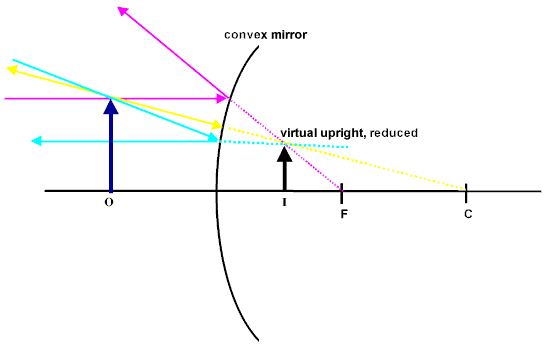 convex mirror
virtual upright, reduced
O
I
F
C